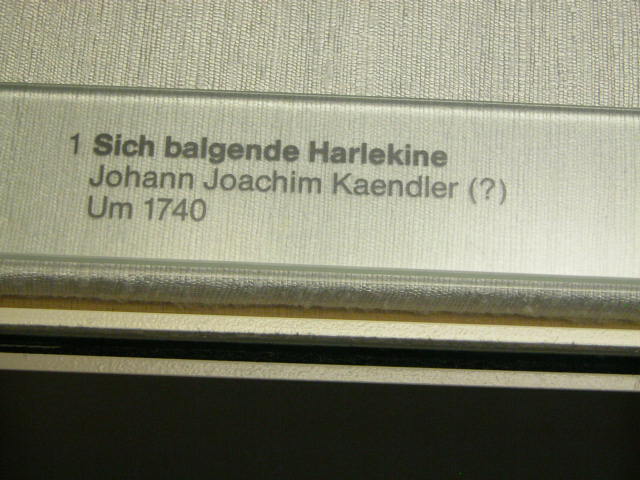 1 Sich balgende Harlekine
Johann Joachim Kaendler (?)
Um 1740